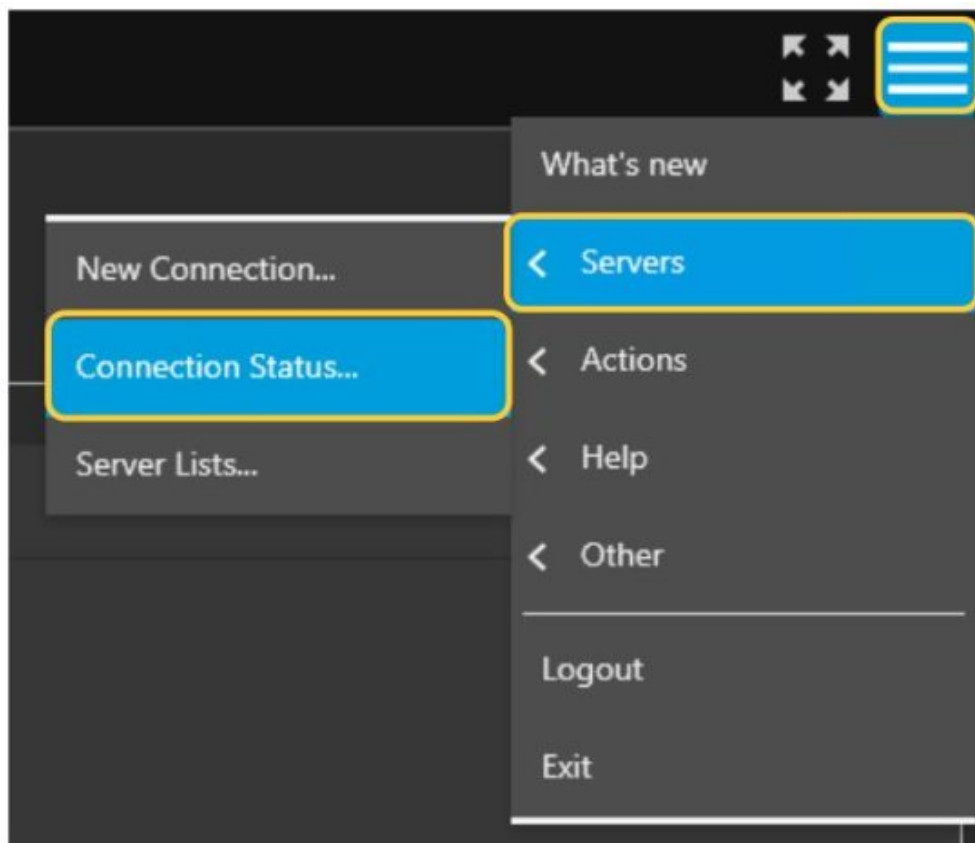 What's new
Servers
New Connection...
Connection Status...
Server Lists...
Actions
Help
Other
Logout
Exit